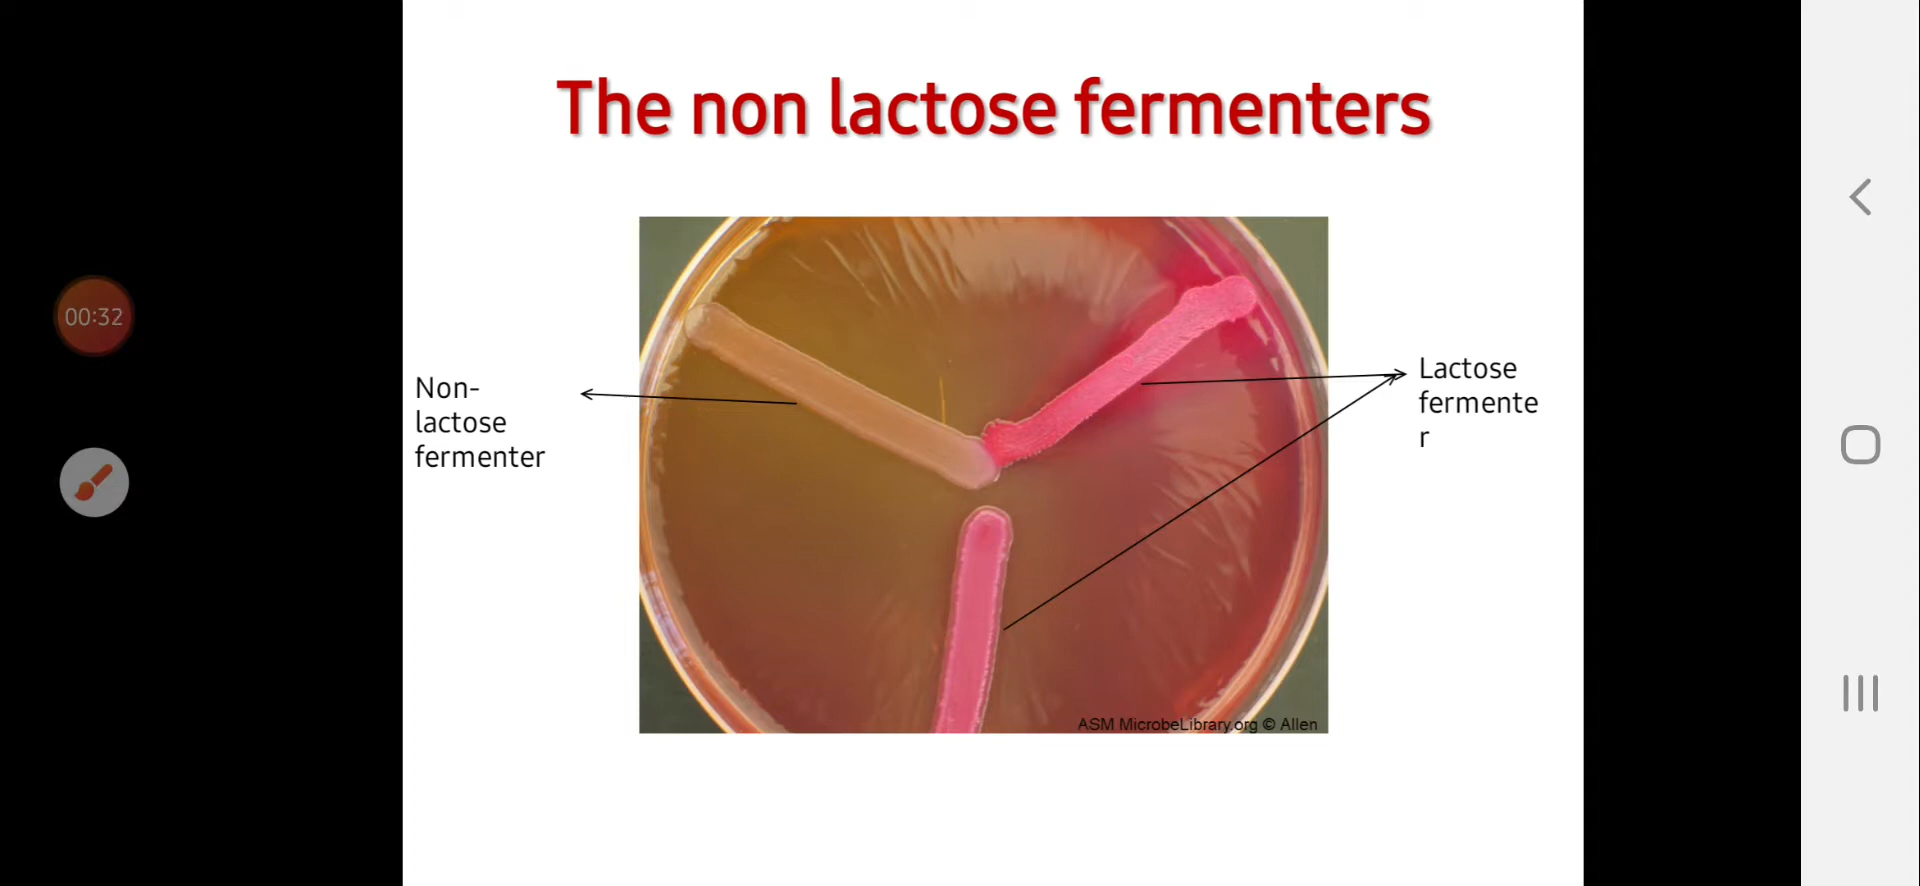 The non lactose fermenters
00:32
Non-
lactose
fermenter
Lactose
fermente
r
ASM MicrobeLibrary.org © Allen